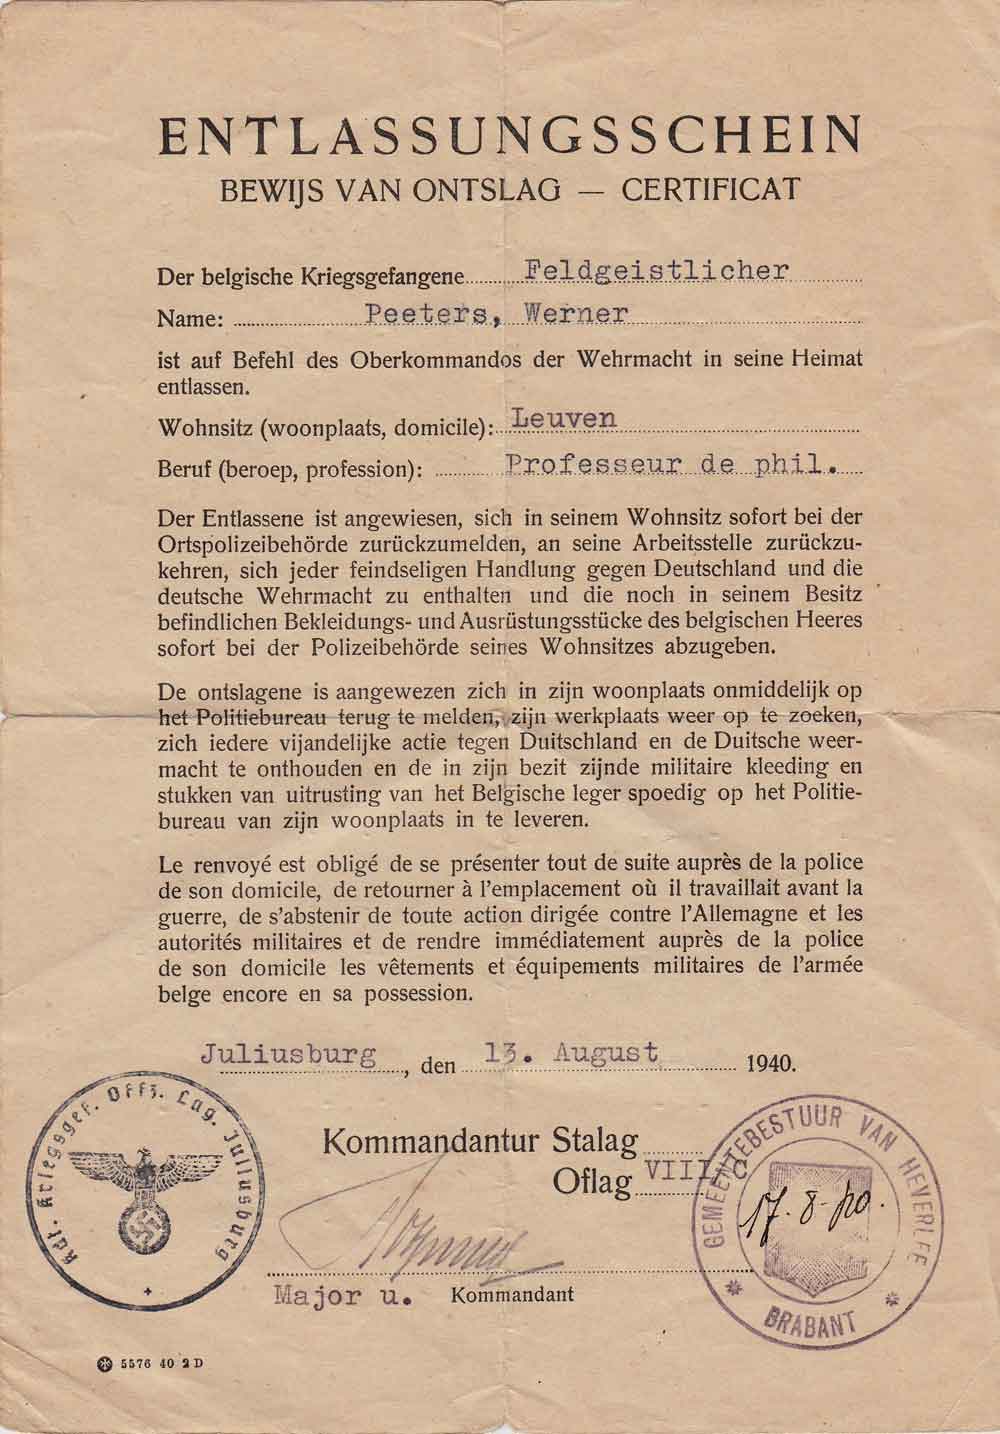 ENTLASSUNGSSCHEIN
BEWIJS VAN ONTSLAG — CERTIFICAT
Der belgische Kriegsgefangene Feldgeistlicher
Name: Peeters, Werner
ist auf Befehl des Oberkommandos der Wehrmacht in seine Heimat
entlassen.
Wohnsitz (woonplaats, domicile): Leuven
Beruf (beroep, profession): Professeur de phil.
Der Entlassene ist angewiesen, sich in seinem Wohnsitz sofort bei der
Ortspolizeibehörde zurückzumelden, an seine Arbeitsstelle zurückzu-
kehren, sich jeder feindseligen Handlung gegen Deutschland und die
deutsche Wehrmacht zu enthalten und die noch in seinem Besitz
befindlichen Bekleidungs- und Ausrüstungsstücke des belgischen Heeres
sofort bei der Polizeibehörde seines Wohnsitzes abzugeben.
De ontslagene is aangewezen zich in zijn woonplaats onmiddelijk op
het Politiebureau terug te melden, zijn werkplaats weer op te zoeken,
zich iedere vijandelijke actie tegen Duitschland en de Duitsche weer-
macht te onthouden en de in zijn bezit zijnde militaire kleeding en
stukken van uitrusting van het Belgische leger spoedig op het Politie-
bureau van zijn woonplaats in te leveren.
Le renvoyé est obligé de se présenter tout de suite auprès de la police
de son domicile, de retourner à l'emplacement où il travaillait avant la
guerre, de s'abstenir de toute action dirigée contre l'Allemagne et les
autorités militaires et de rendre immédiatement auprès de la police
de son domicile les vêtements et équipements militaires de l'armée
belge encore en sa possession.
Juliusburg, den 13. August 1940.
Kdt. Kriegsgef. Offz. Lag. Juliusburg
Kommandantur Stalag
Oflag VIII C
GEMEENTEBESTUUR VAN HEVERLEE
17-8-40.
BRABANT
Major u. Kommandant
5576 40 2 D